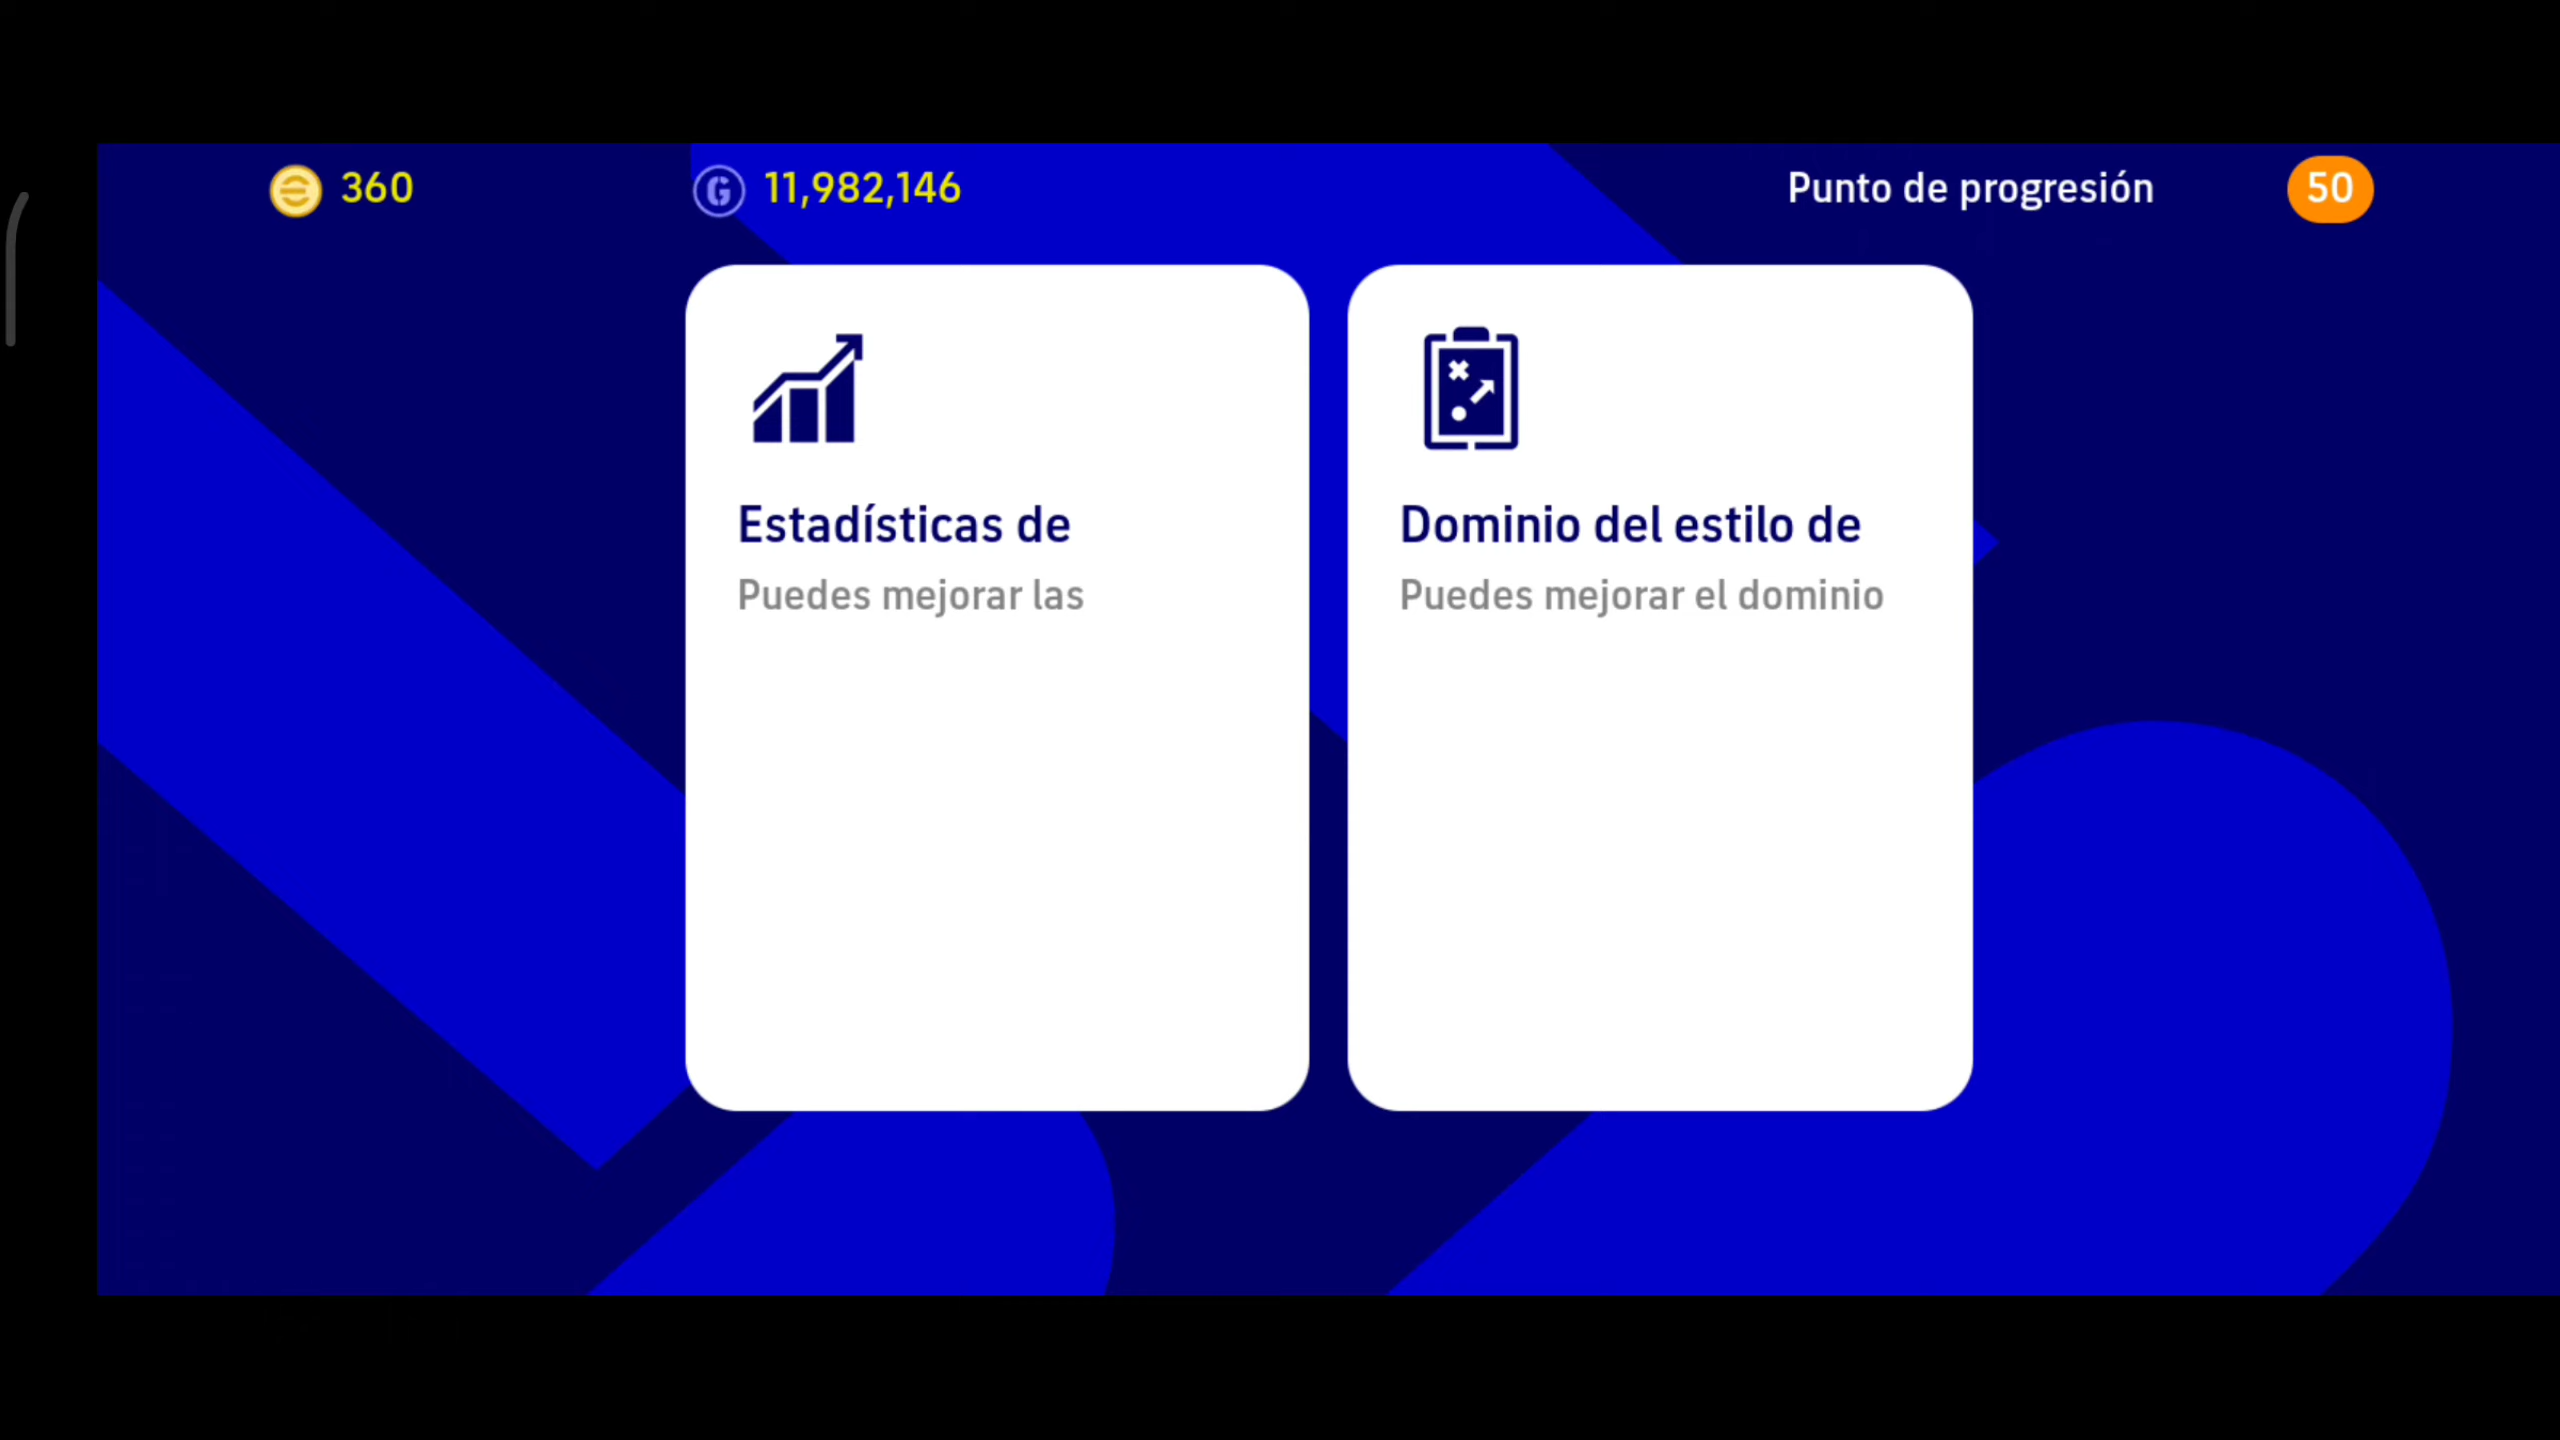 360
11,982,146
Punto de progresión
50
Estadísticas de
Puedes mejorar las
Dominio del estilo de
Puedes mejorar el dominio